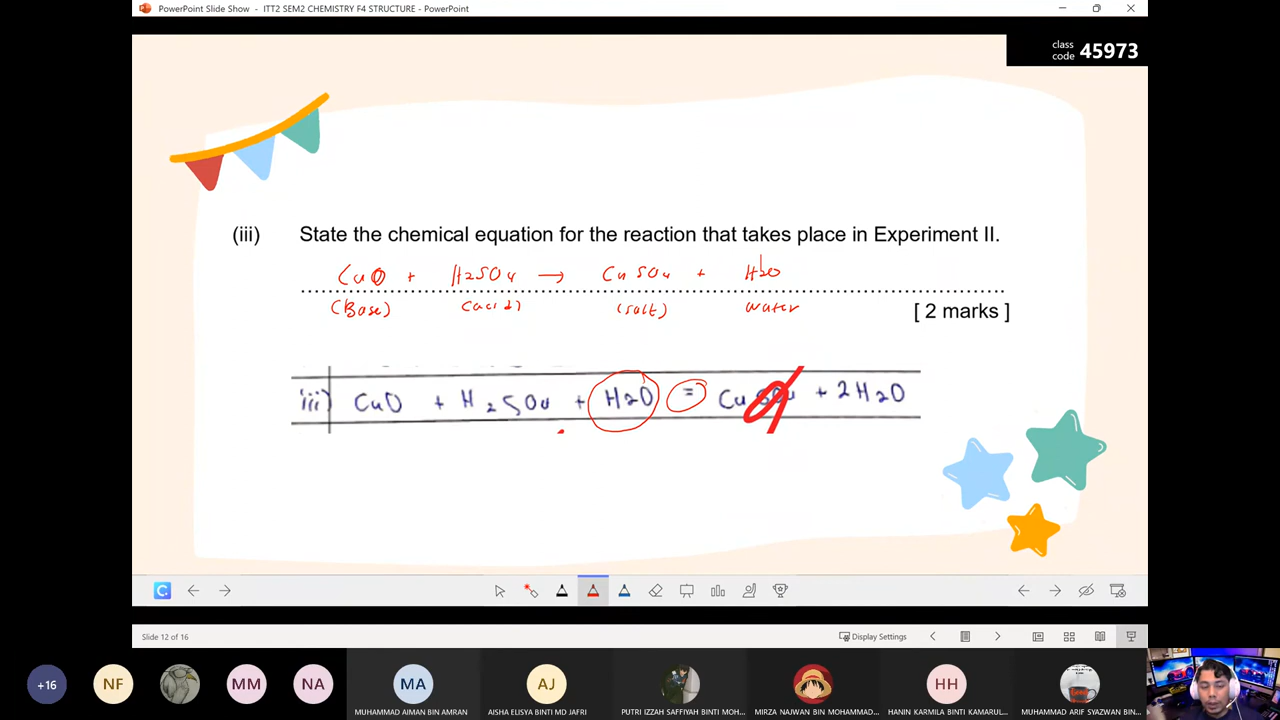 PowerPoint Slide Show - ITT2 SEM2 CHEMISTRY F4 STRUCTURE - PowerPoint
class code 45973
(iii) State the chemical equation for the reaction that takes place in Experiment II.
CuO + H2SO4 → CuSO4 + H2O
(Base) (acid) (salt) water
[ 2 marks ]
iii) CuO + H2SO4 + H2O = CuSO4 + 2H2O
Slide 12 of 16
Display Settings
+16 NF MM NA MA AJ HH
MUHAMMAD AIMAN BIN AMRAN AISHA ELISYA BINTI MD JAFRI PUTRI IZZAH SAFFIYAH BINTI MOH... MIRZA NAJWAN BIN MOHAMMAD... HANIN KARMILA BINTI KAMARUL... MUHAMMAD ARIF SYAZWAN BIN...